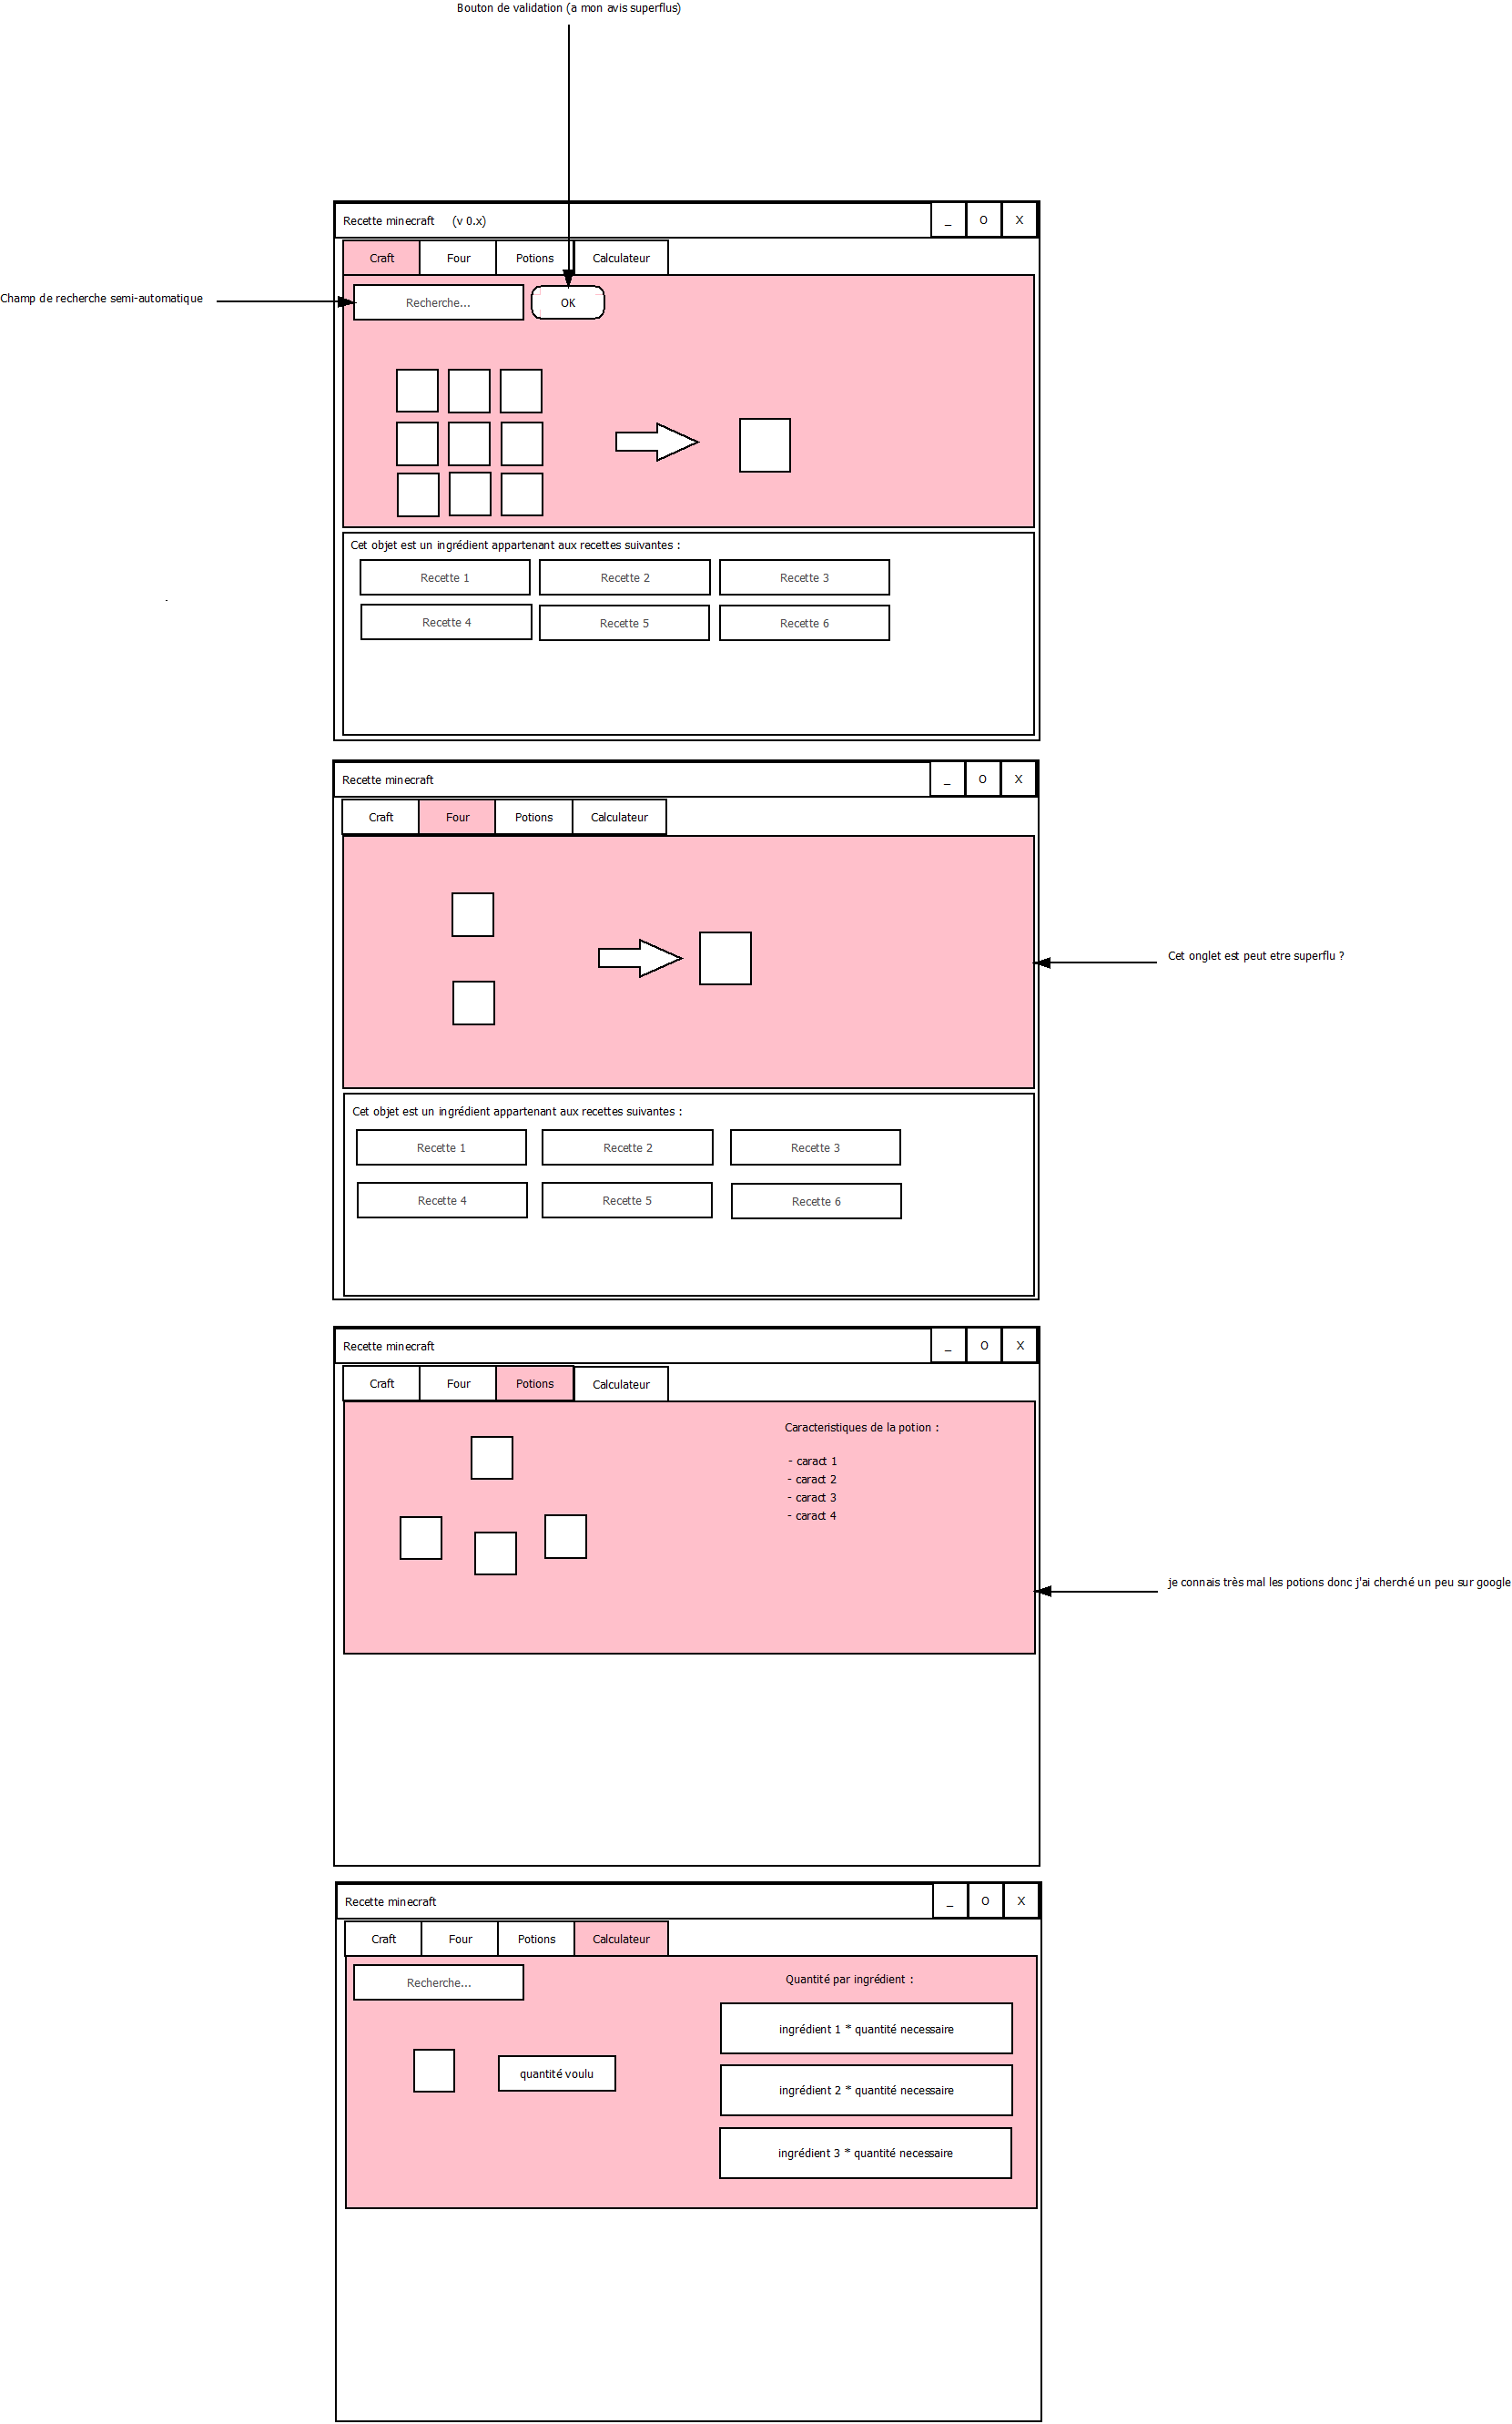 Bouton de validation (a mon avis superflus)
Recette minecraft (v 0.x)
_ O X
Craft Four Potions Calculateur
Champ de recherche semi-automatique
Recherche... OK
Cet objet est un ingrédient appartenant aux recettes suivantes :
Recette 1 Recette 2 Recette 3
Recette 4 Recette 5 Recette 6
Recette minecraft
_ O X
Craft Four Potions Calculateur
Cet onglet est peut etre superflu ?
Cet objet est un ingrédient appartenant aux recettes suivantes :
Recette 1 Recette 2 Recette 3
Recette 4 Recette 5 Recette 6
Recette minecraft
_ O X
Craft Four Potions Calculateur
Caracteristiques de la potion :
- caract 1
- caract 2
- caract 3
- caract 4
je connais très mal les potions donc j'ai cherché un peu sur google
Recette minecraft
_ O X
Craft Four Potions Calculateur
Recherche...
Quantité par ingrédient :
ingrédient 1 * quantité necessaire
quantité voulu
ingrédient 2 * quantité necessaire
ingrédient 3 * quantité necessaire